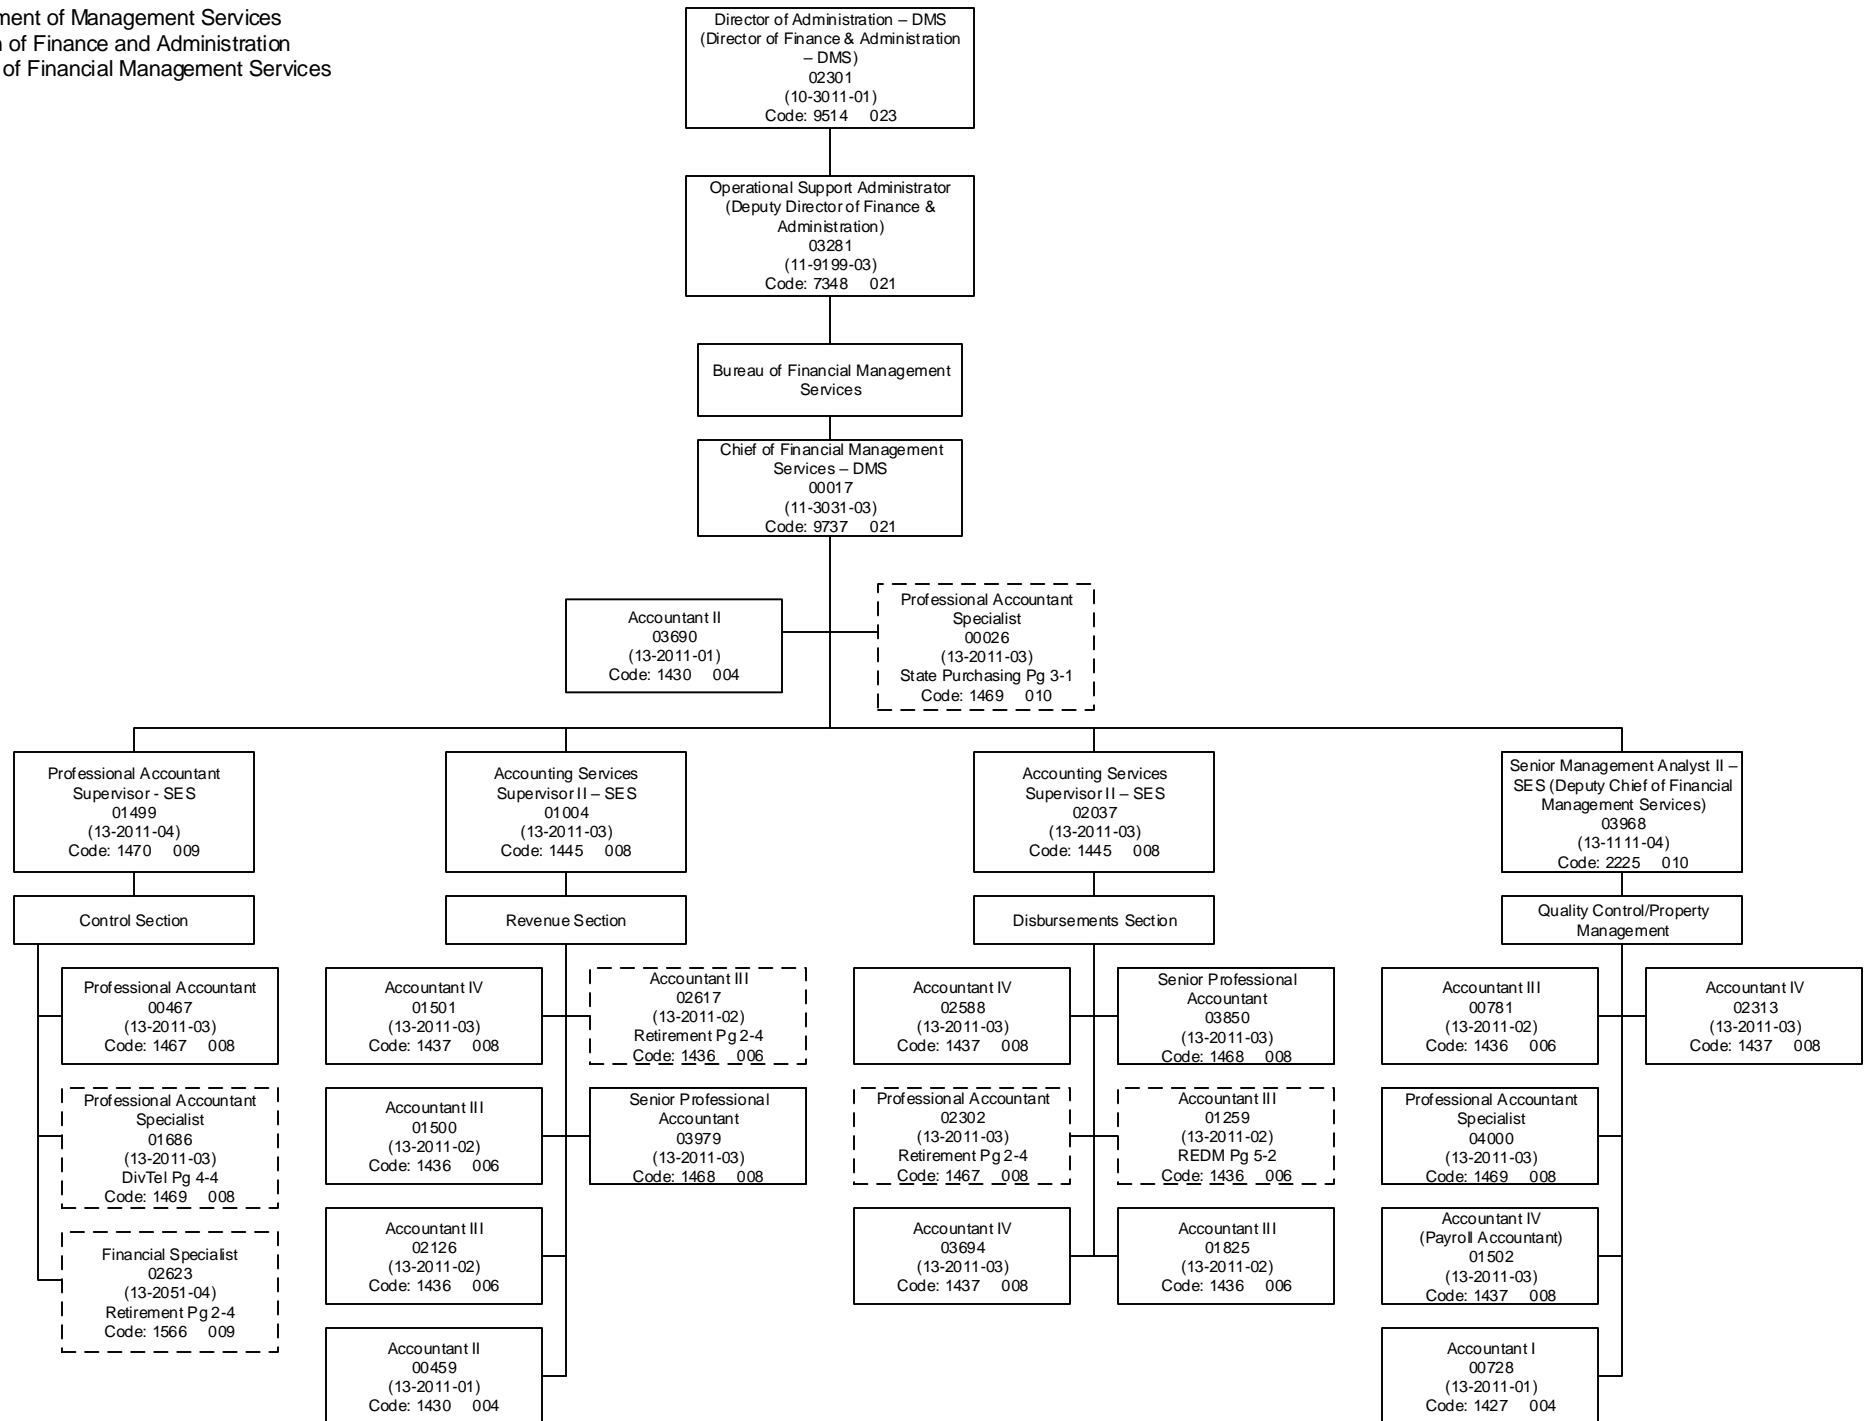 ment of Management Services
n of Finance and Administration
of Financial Management Services
Director of Administration – DMS
(Director of Finance & Administration
– DMS)
02301
(10-3011-01)
Code: 9514 023
Operational Support Administrator
(Deputy Director of Finance &
Administration)
03281
(11-9199-03)
Code: 7348 021
Bureau of Financial Management
Services
Chief of Financial Management
Services – DMS
00017
(11-3031-03)
Code: 9737 021
Accountant II
03690
(13-2011-01)
Code: 1430 004
Professional Accountant
Specialist
00026
(13-2011-03)
State Purchasing Pg 3-1
Code: 1469 010
Professional Accountant
Supervisor - SES
01499
(13-2011-04)
Code: 1470 009
Accounting Services
Supervisor II – SES
01004
(13-2011-03)
Code: 1445 008
Accounting Services
Supervisor II – SES
02037
(13-2011-03)
Code: 1445 008
Senior Management Analyst II –
SES (Deputy Chief of Financial
Management Services)
03968
(13-1111-04)
Code: 2225 010
Control Section
Revenue Section
Disbursements Section
Quality Control/Property
Management
Professional Accountant
00467
(13-2011-03)
Code: 1467 008
Professional Accountant
Specialist
01686
(13-2011-03)
DivTel Pg 4-4
Code: 1469 008
Financial Specialist
02623
(13-2051-04)
Retirement Pg 2-4
Code: 1566 009
Accountant IV
01501
(13-2011-03)
Code: 1437 008
Accountant III
02617
(13-2011-02)
Retirement Pg 2-4
Code: 1436 006
Accountant III
01500
(13-2011-02)
Code: 1436 006
Senior Professional
Accountant
03979
(13-2011-03)
Code: 1468 008
Accountant III
02126
(13-2011-02)
Code: 1436 006
Accountant II
00459
(13-2011-01)
Code: 1430 004
Accountant IV
02588
(13-2011-03)
Code: 1437 008
Senior Professional
Accountant
03850
(13-2011-03)
Code: 1468 008
Professional Accountant
02302
(13-2011-03)
Retirement Pg 2-4
Code: 1467 008
Accountant III
01259
(13-2011-02)
REDM Pg 5-2
Code: 1436 006
Accountant IV
03694
(13-2011-03)
Code: 1437 008
Accountant III
01825
(13-2011-02)
Code: 1436 006
Accountant III
00781
(13-2011-02)
Code: 1436 006
Accountant IV
02313
(13-2011-03)
Code: 1437 008
Professional Accountant
Specialist
04000
(13-2011-03)
Code: 1469 008
Accountant IV
(Payroll Accountant)
01502
(13-2011-03)
Code: 1437 008
Accountant I
00728
(13-2011-01)
Code: 1427 004